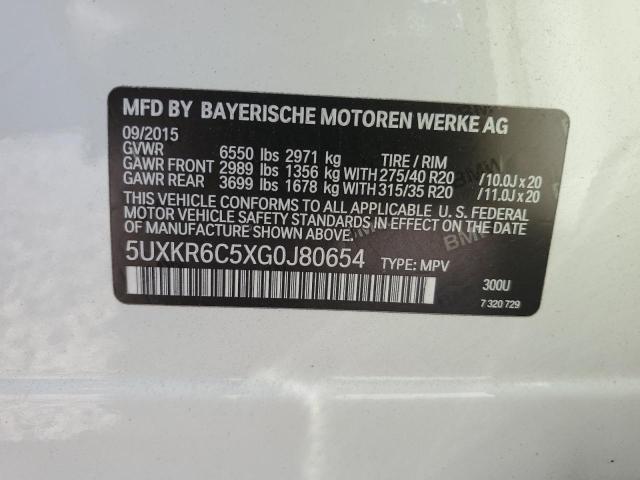 MFD BY BAYERISCHE MOTOREN WERKE AG
09/2015
GVWR 6550 lbs 2971 kg TIRE / RIM
GAWR FRONT 2989 lbs 1356 kg WITH 275/40 R20 /10.0J x 20
GAWR REAR 3699 lbs 1678 kg WITH 315/35 R20 /11.0J x 20
THIS VEHICLE CONFORMS TO ALL APPLICABLE U. S. FEDERAL
MOTOR VEHICLE SAFETY STANDARDS IN EFFECT ON THE DATE
OF MANUFACTURE SHOWN ABOVE.
5UXKR6C5XG0J80654 TYPE: MPV
300U
7 320 729